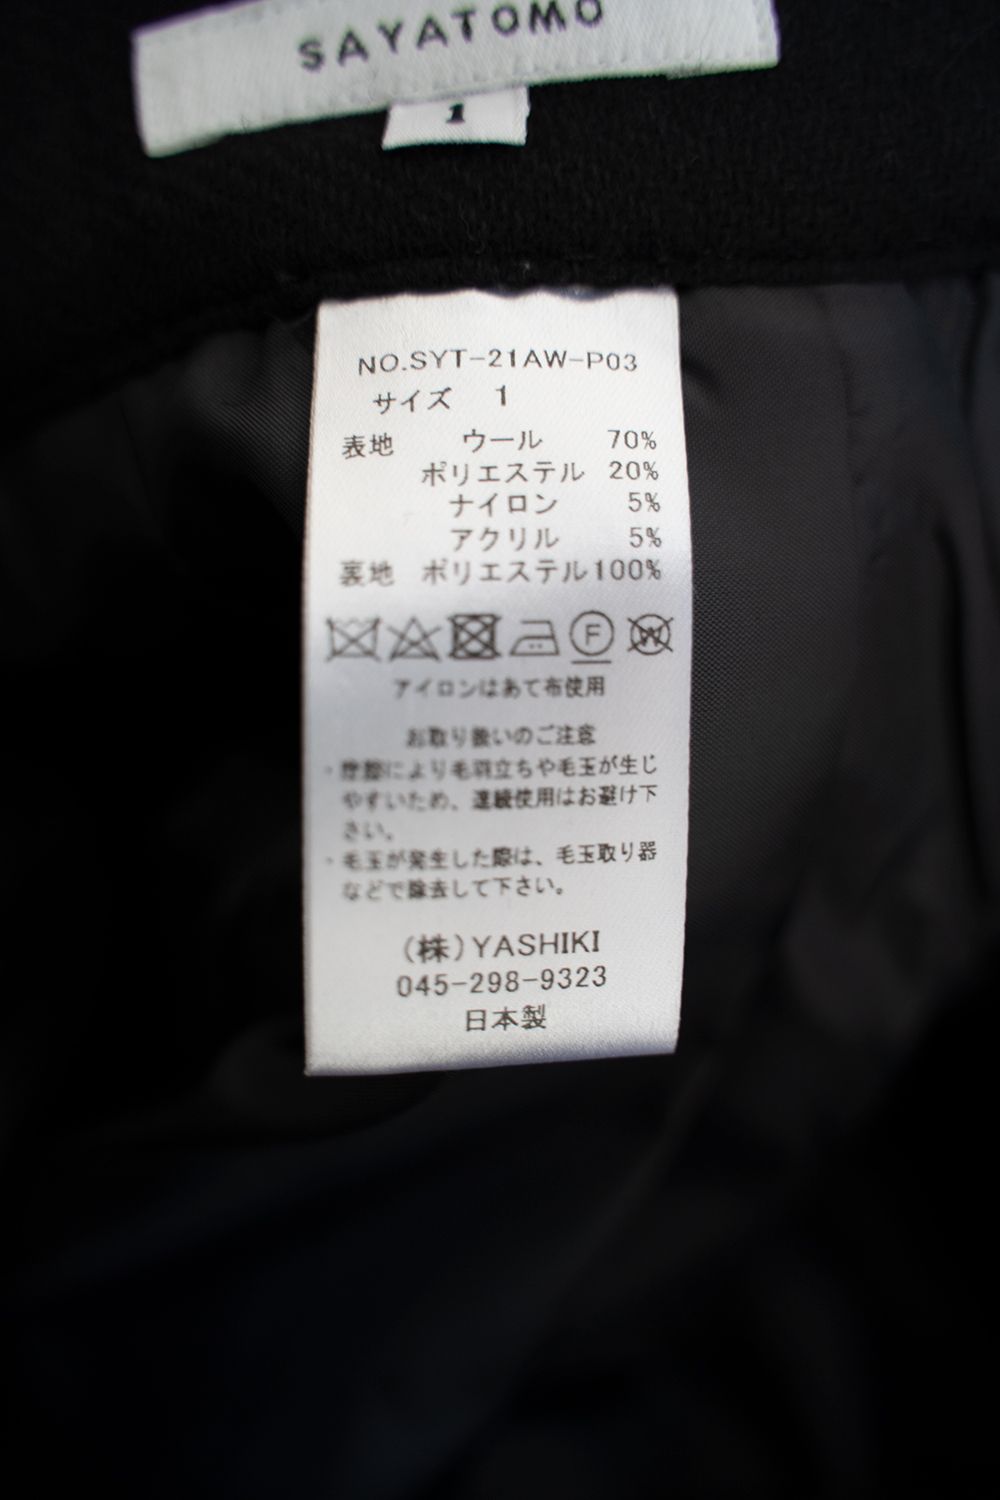 SAYATOMO
1
NO.SYT-21AW-P03
サイズ 1
表地 ウール 70%
ポリエステル 20%
ナイロン 5%
アクリル 5%
裏地 ポリエステル100%
F W
アイロンはあて布使用
お取り扱いのご注意
・摩擦により毛羽立ちや毛玉が生じ
やすいため、連続使用はお避け下
さい。
・毛玉が発生した際は、毛玉取り器
などで除去して下さい。
(株)YASHIKI
045-298-9323
日本製